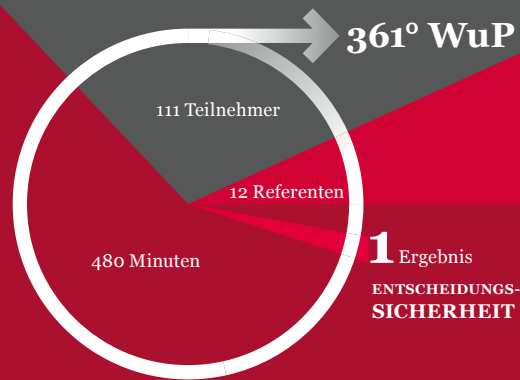 361° WuP
111 Teilnehmer
12 Referenten
480 Minuten
1 Ergebnis
ENTSCHEIDUNGS-
SICHERHEIT